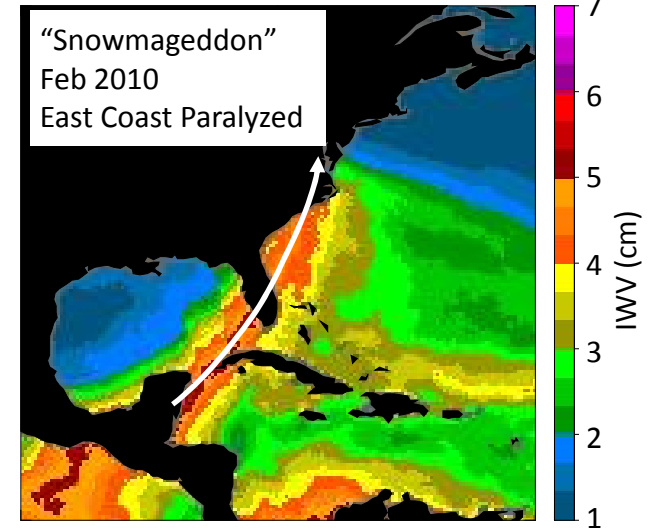 “Snowmageddon”
Feb 2010
East Coast Paralyzed
7
6
5
4
3
2
1
IWV (cm)